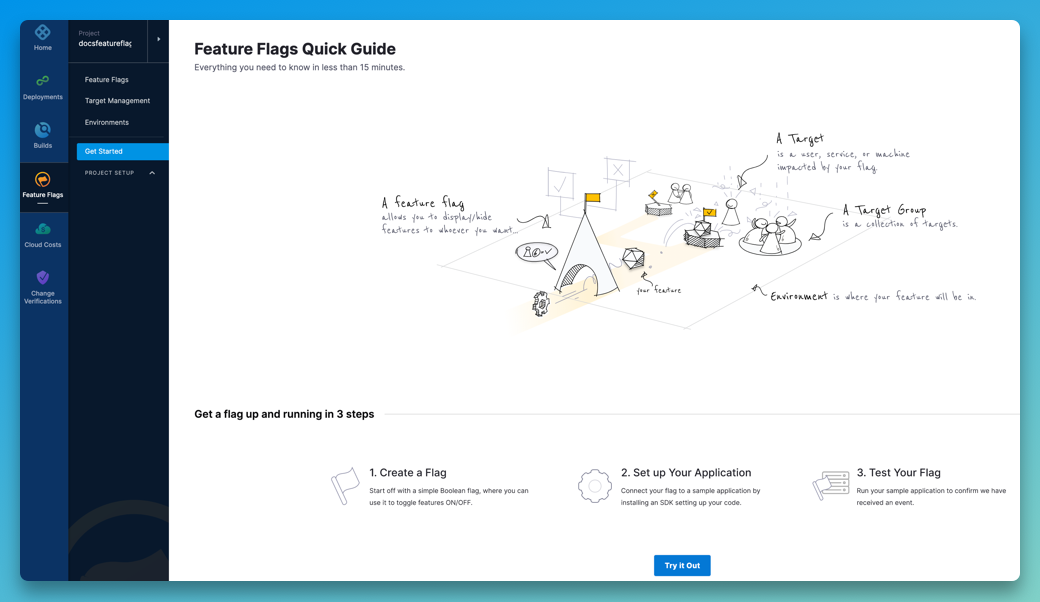 Home
Deployments
Builds
Feature Flags
Cloud Costs
Change
Verifications
Project
docsfeatureflag
Feature Flags
Target Management
Environments
Get Started
PROJECT SETUP
Feature Flags Quick Guide
Everything you need to know in less than 15 minutes.
A Target
is a user, service, or machine
impacted by your flag.
A feature flag
allows you to display/hide
features to whoever you want...
A Target Group
is a collection of targets.
your feature
Environment is where your feature will be in.
Get a flag up and running in 3 steps
1. Create a Flag
Start off with a simple Boolean flag, where you can
use it to toggle features ON/OFF.
2. Set up Your Application
Connect your flag to a sample application by
installing an SDK setting up your code.
3. Test Your Flag
Run your sample application to confirm we have
received an event.
Try it Out